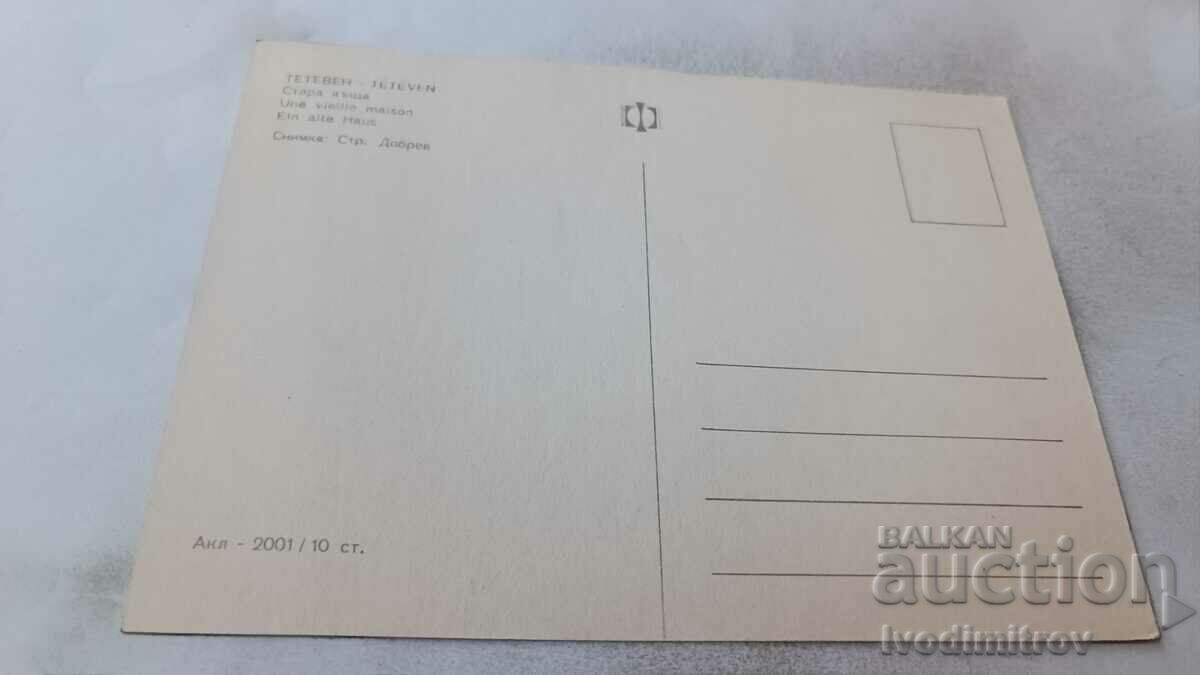 ТЕТЕВЕН - TETEVEN
Стара къща
Une vieille maison
Ein alte Haus
Снимка: Стр. Добрев
Акл - 2001 / 10 ст.
BALKAN
auction
Ivodimitrov